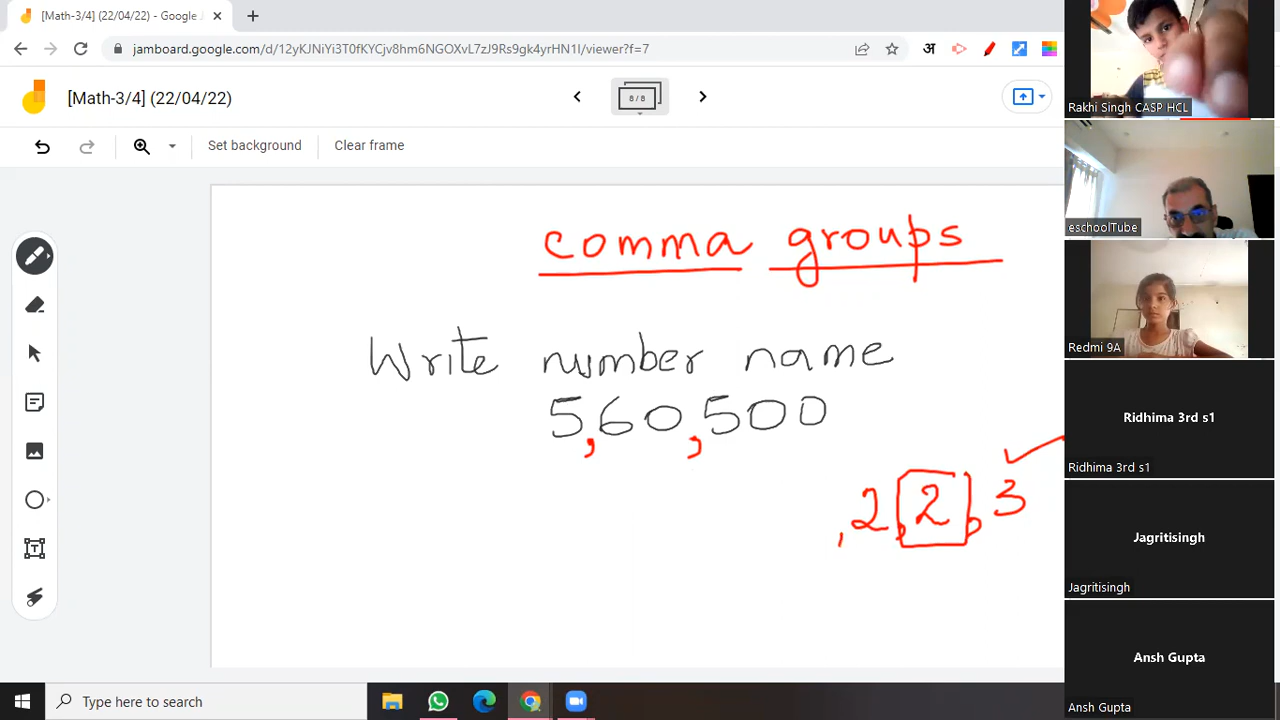 [Math-3/4] (22/04/22) - Google J
jamboard.google.com/d/12yKJNiYi3T0fKYCjv8hm6NGOXvL7zJ9Rs9gk4yrHN1I/viewer?f=7
अ
[Math-3/4] (22/04/22)
8/8
Set background
Clear frame
comma groups
Write number name
5,60,500
,2,2,3
Rakhi Singh CASP HCL
eschoolTube
Redmi 9A
Ridhima 3rd s1
Ridhima 3rd s1
Jagritisingh
Jagritisingh
Ansh Gupta
Ansh Gupta
Type here to search